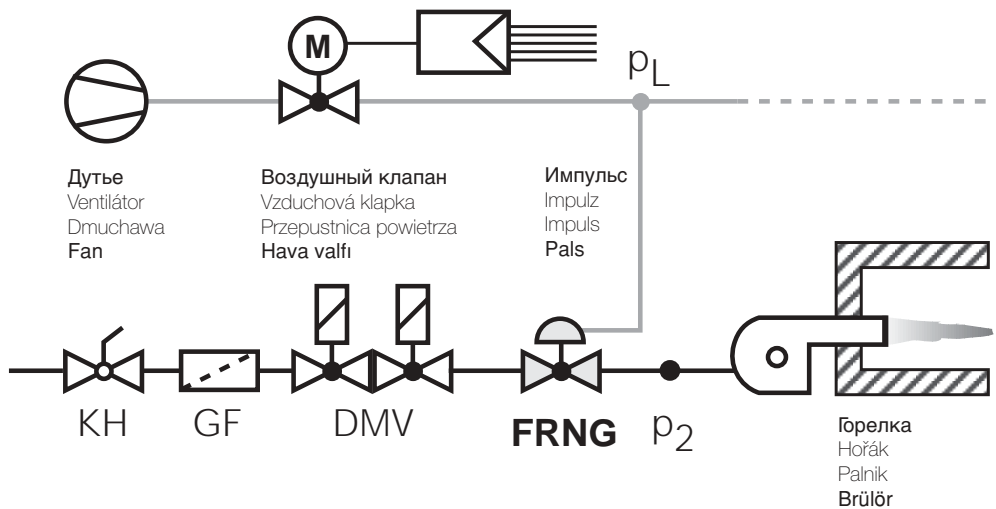 M
pL
Дутье
Ventilátor
Dmuchawa
Fan
Воздушный клапан
Vzduchová klapka
Przepustnica powietrza
Hava valfı
Импульс
Impulz
Impuls
Pals
KH
GF
DMV
FRNG
p2
Горелка
Hořák
Palnik
Brülör